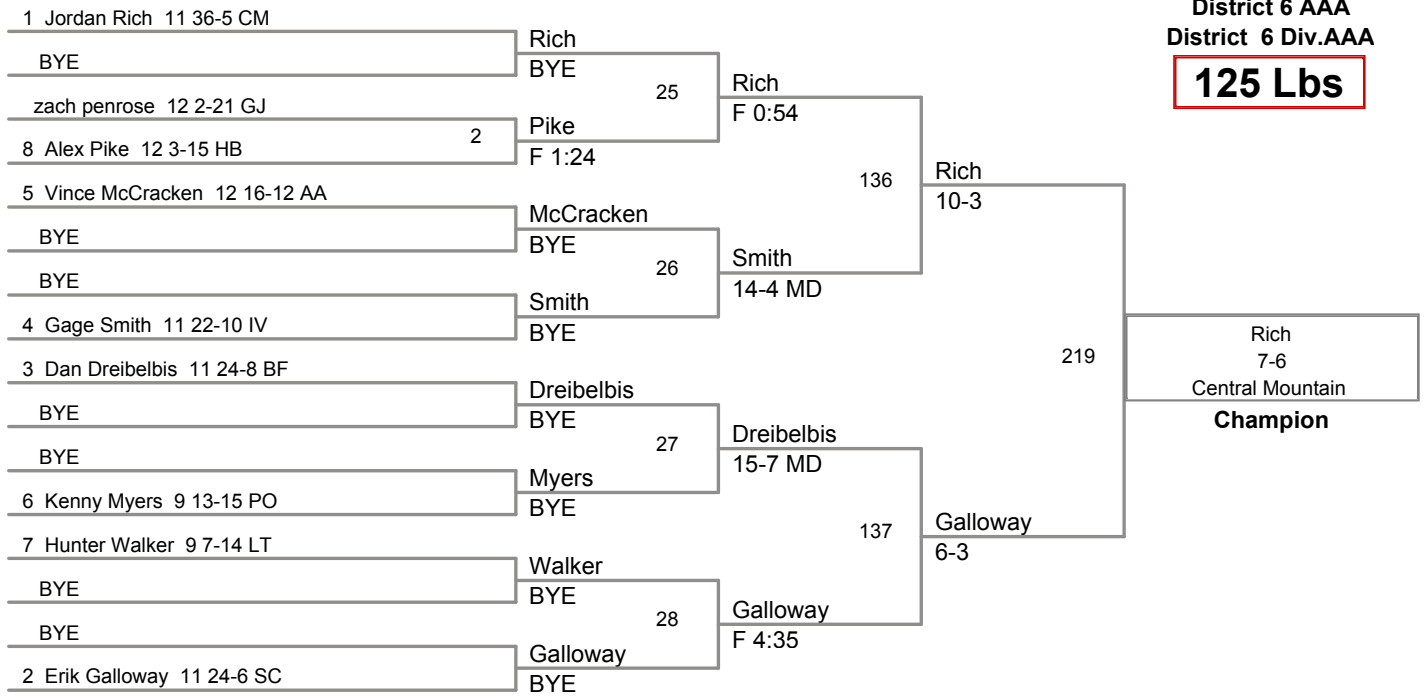 District 6 AAA
District 6 Div.AAA
125 Lbs
1 Jordan Rich 11 36-5 CM
BYE
zach penrose 12 2-21 GJ
8 Alex Pike 12 3-15 HB
5 Vince McCracken 12 16-12 AA
BYE
BYE
4 Gage Smith 11 22-10 IV
3 Dan Dreibelbis 11 24-8 BF
BYE
BYE
6 Kenny Myers 9 13-15 PO
7 Hunter Walker 9 7-14 LT
BYE
BYE
2 Erik Galloway 11 24-6 SC
Rich
BYE
2
Pike
F 1:24
McCracken
BYE
Smith
BYE
Dreibelbis
BYE
Myers
BYE
Walker
BYE
Galloway
BYE
25
Rich
F 0:54
26
Smith
14-4 MD
27
Dreibelbis
15-7 MD
28
Galloway
F 4:35
136
Rich
10-3
137
Galloway
6-3
219
Rich
7-6
Central Mountain
Champion